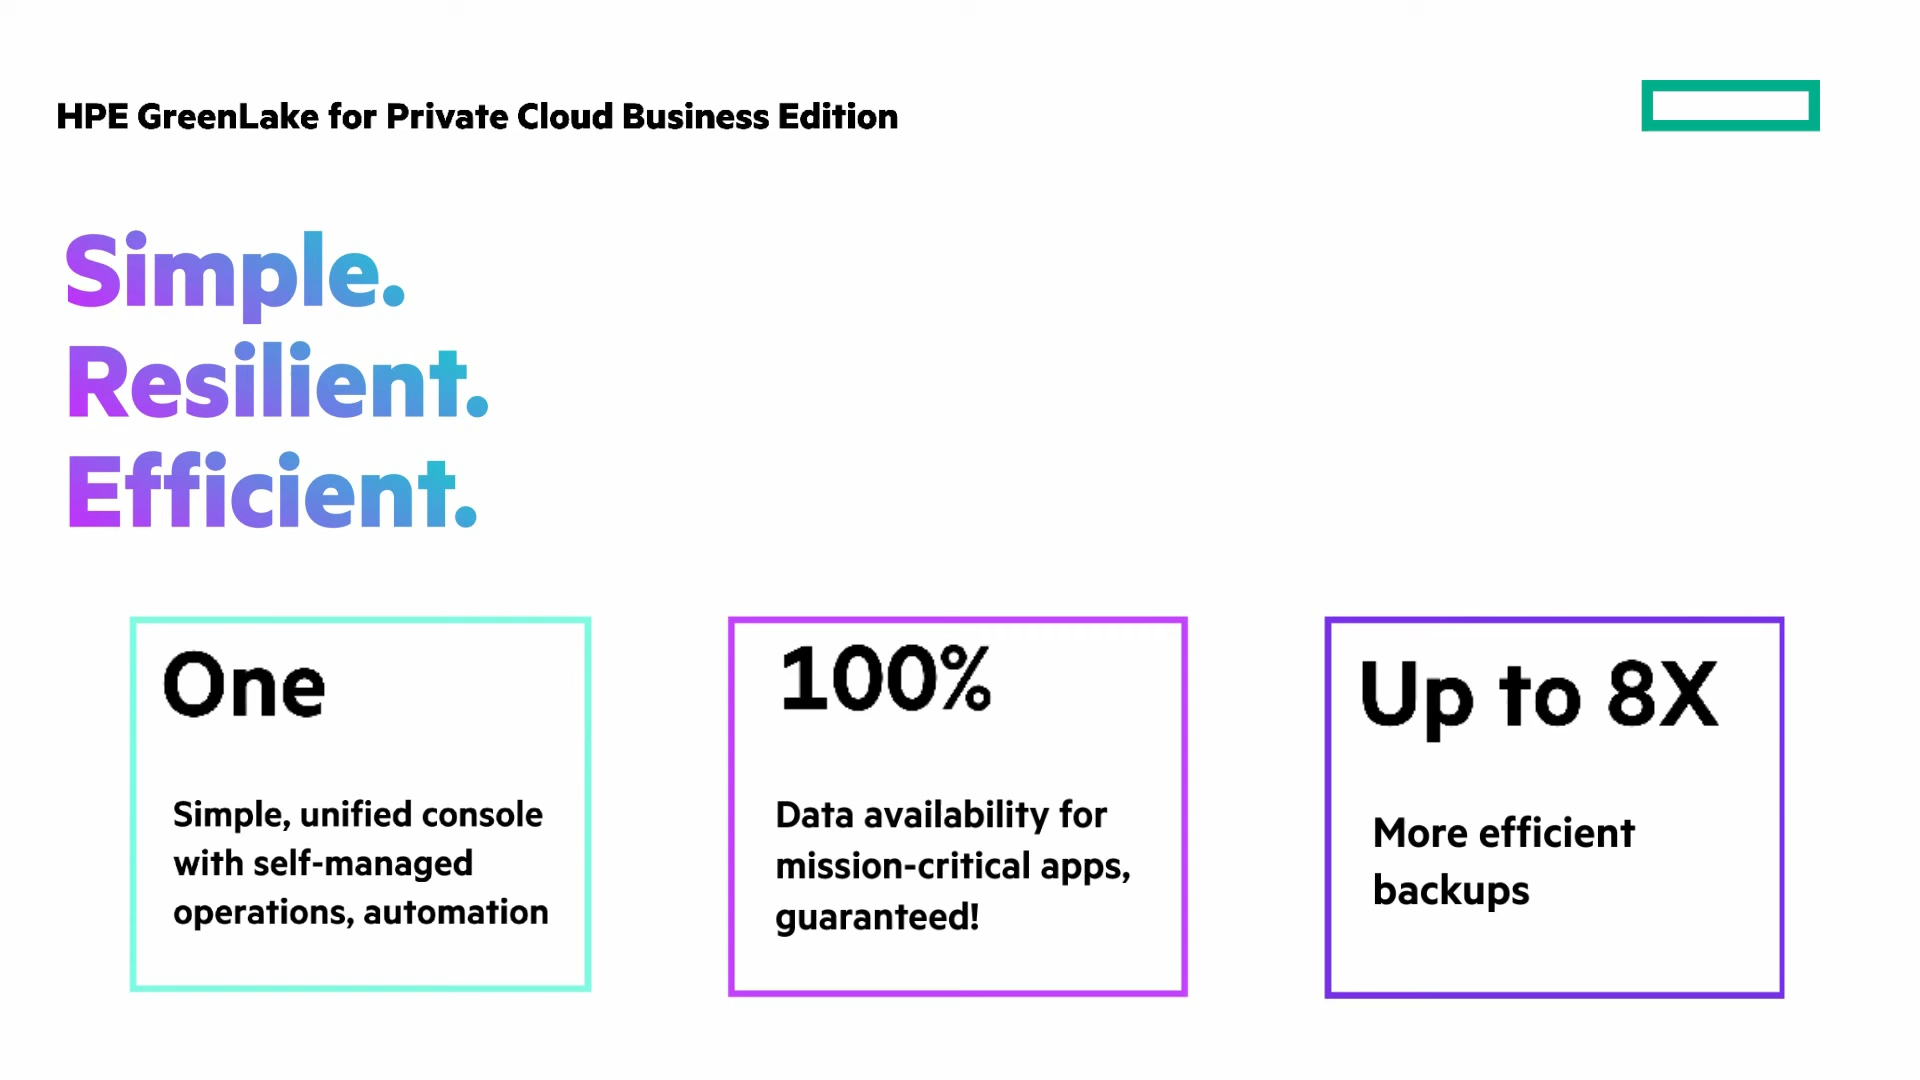 HPE GreenLake for Private Cloud Business Edition
Simple.
Resilient.
Efficient.
One
Simple, unified console
with self-managed
operations, automation
100%
Data availability for
mission-critical apps,
guaranteed!
Up to 8X
More efficient
backups